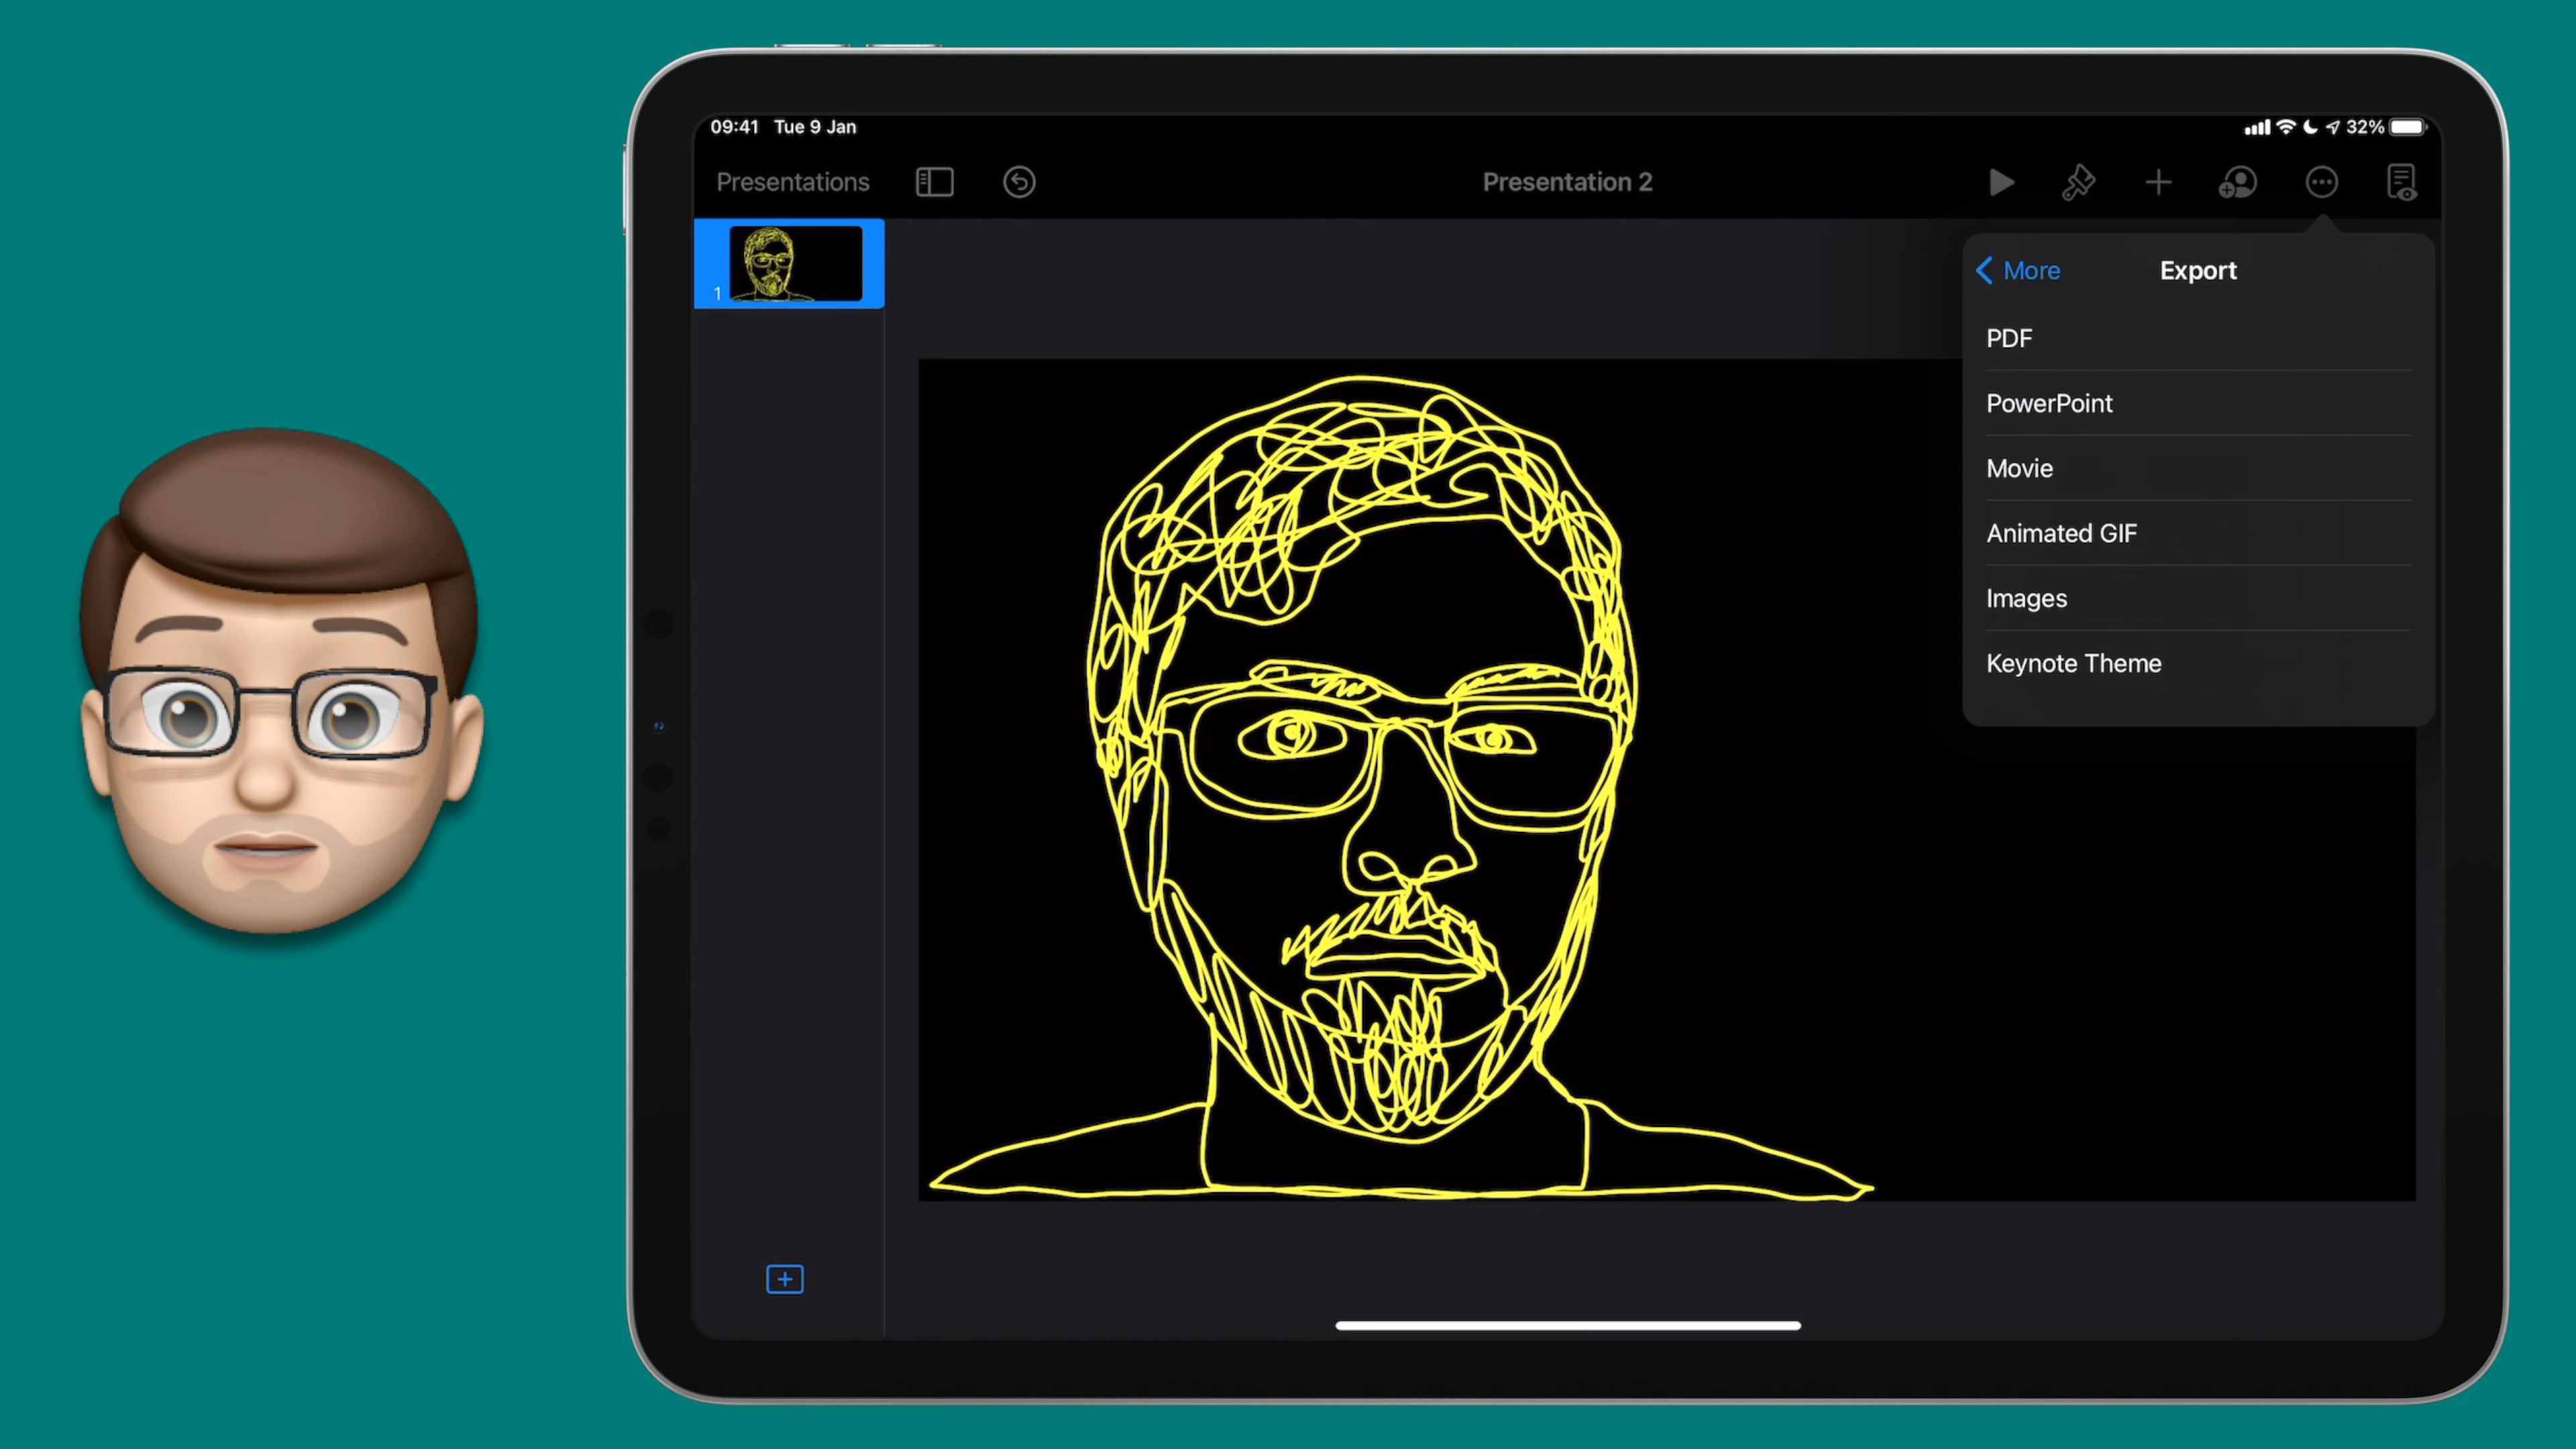 09:41 Tue 9 Jan
32%
Presentations
Presentation 2
1
More
Export
PDF
PowerPoint
Movie
Animated GIF
Images
Keynote Theme